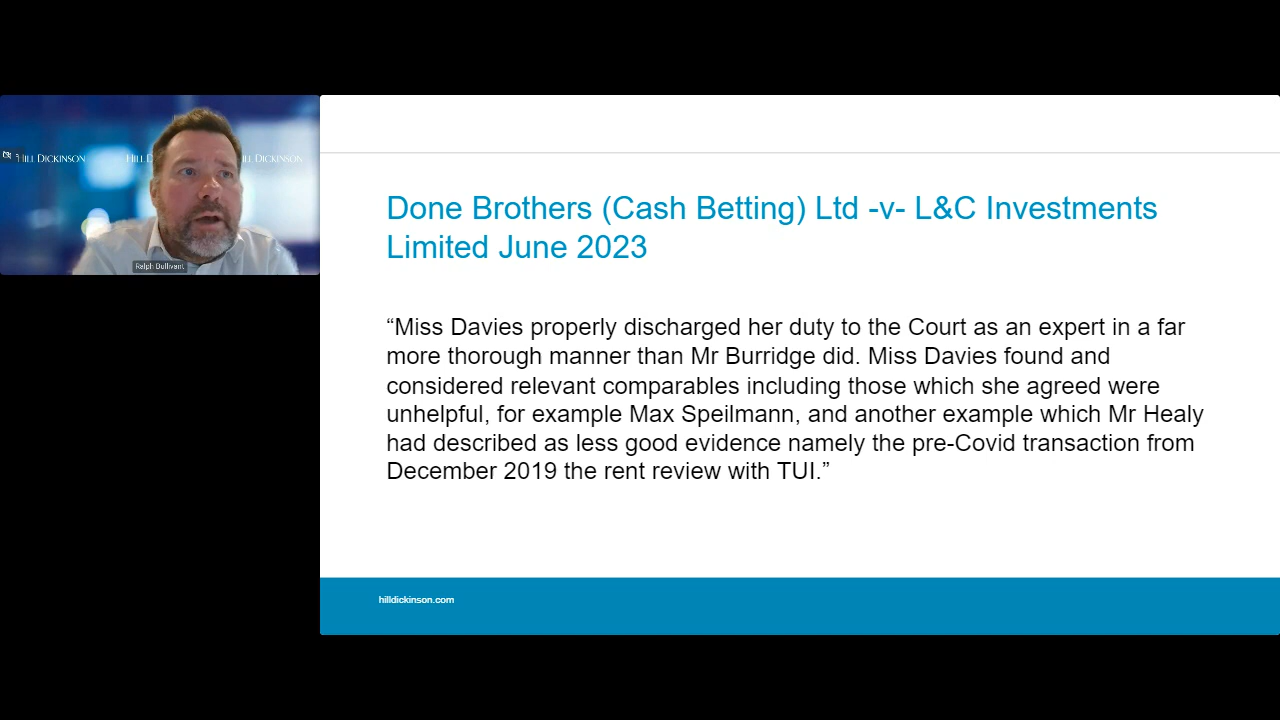 HILL DICKINSON
HILL D
ILL DICKINSON
Ralph Bullivant
Done Brothers (Cash Betting) Ltd -v- L&C Investments
Limited June 2023
“Miss Davies properly discharged her duty to the Court as an expert in a far
more thorough manner than Mr Burridge did. Miss Davies found and
considered relevant comparables including those which she agreed were
unhelpful, for example Max Speilmann, and another example which Mr Healy
had described as less good evidence namely the pre-Covid transaction from
December 2019 the rent review with TUI.”
hilldickinson.com